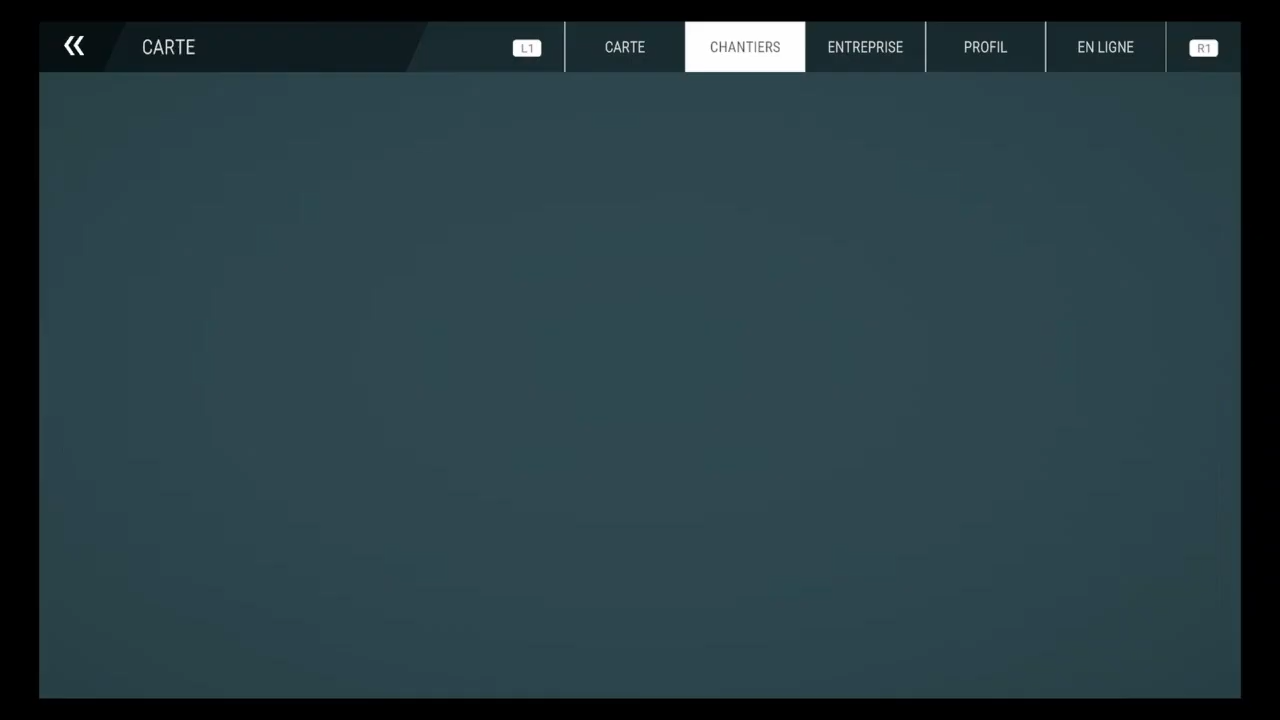 CARTE
L1
CARTE
CHANTIERS
ENTREPRISE
PROFIL
EN LIGNE
R1